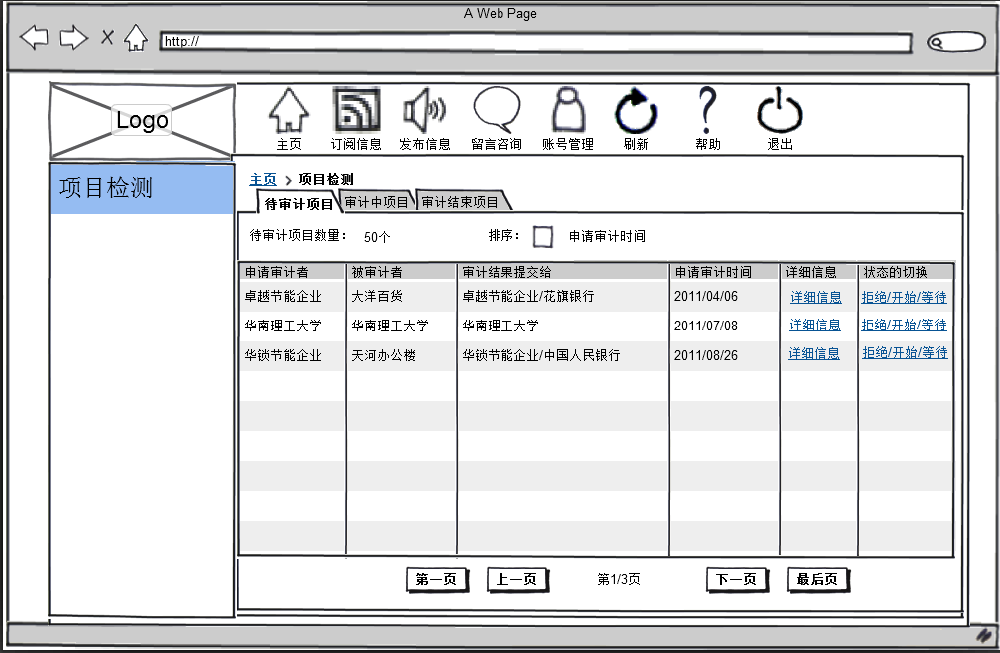 A Web Page
http://
Logo
主页 订阅信息 发布信息 留言咨询 账号管理 刷新 帮助 退出
项目检测
主页 > 项目检测
待审计项目 审计中项目 审计结束项目
待审计项目数量： 50个 排序： 申请审计时间
申请审计者 被审计者 审计结果提交给 申请审计时间 详细信息 状态的切换
卓越节能企业 大洋百货 卓越节能企业/花旗银行 2011/04/06 详细信息 拒绝/开始/等待
华南理工大学 华南理工大学 华南理工大学 2011/07/08 详细信息 拒绝/开始/等待
华锁节能企业 天河办公楼 华锁节能企业/中国人民银行 2011/08/26 详细信息 拒绝/开始/等待
第一页 上一页 第1/3页 下一页 最后页